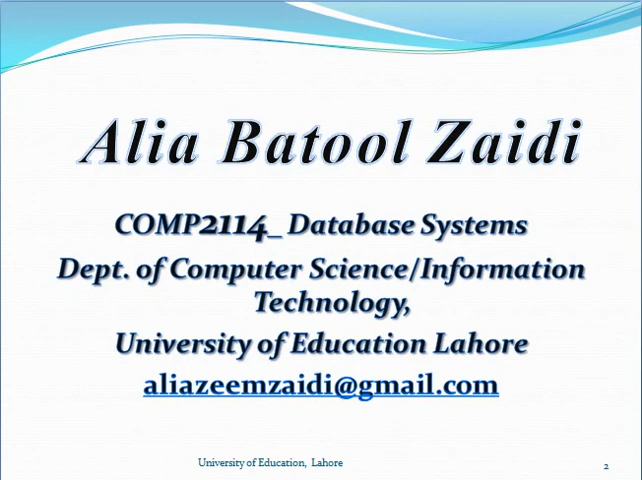 Alia Batool Zaidi
COMP2114_ Database Systems
Dept. of Computer Science/Information
Technology,
University of Education Lahore
aliazeemzaidi@gmail.com
University of Education, Lahore
2